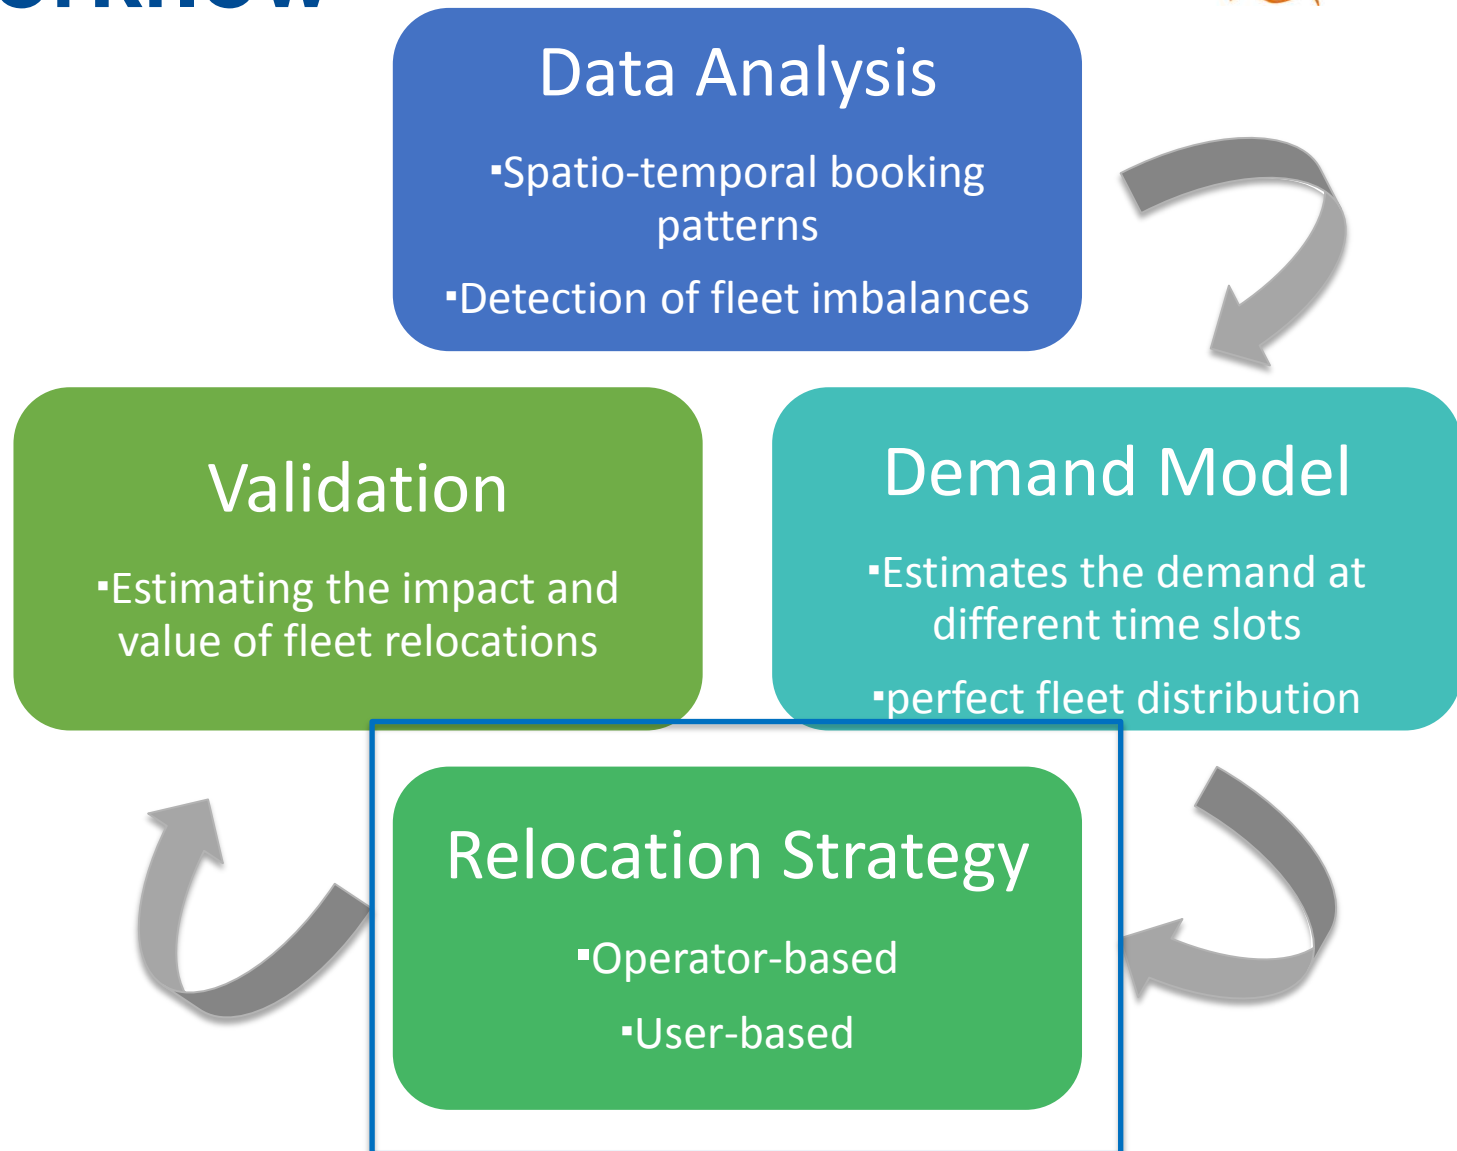 Data Analysis
▪Spatio-temporal booking
patterns
▪Detection of fleet imbalances
Validation
▪Estimating the impact and
value of fleet relocations
Demand Model
▪Estimates the demand at
different time slots
▪perfect fleet distribution
Relocation Strategy
▪Operator-based
▪User-based